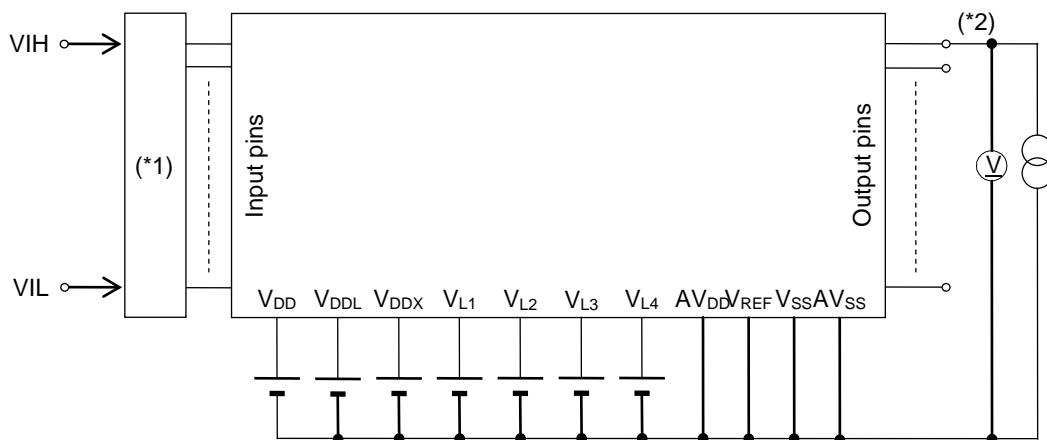 (*2)
VIH
(*1)
Input pins
Output pins
V
VIL
VDD VDDL VDDX VL1 VL2 VL3 VL4 AVDD VREF VSS AVSS